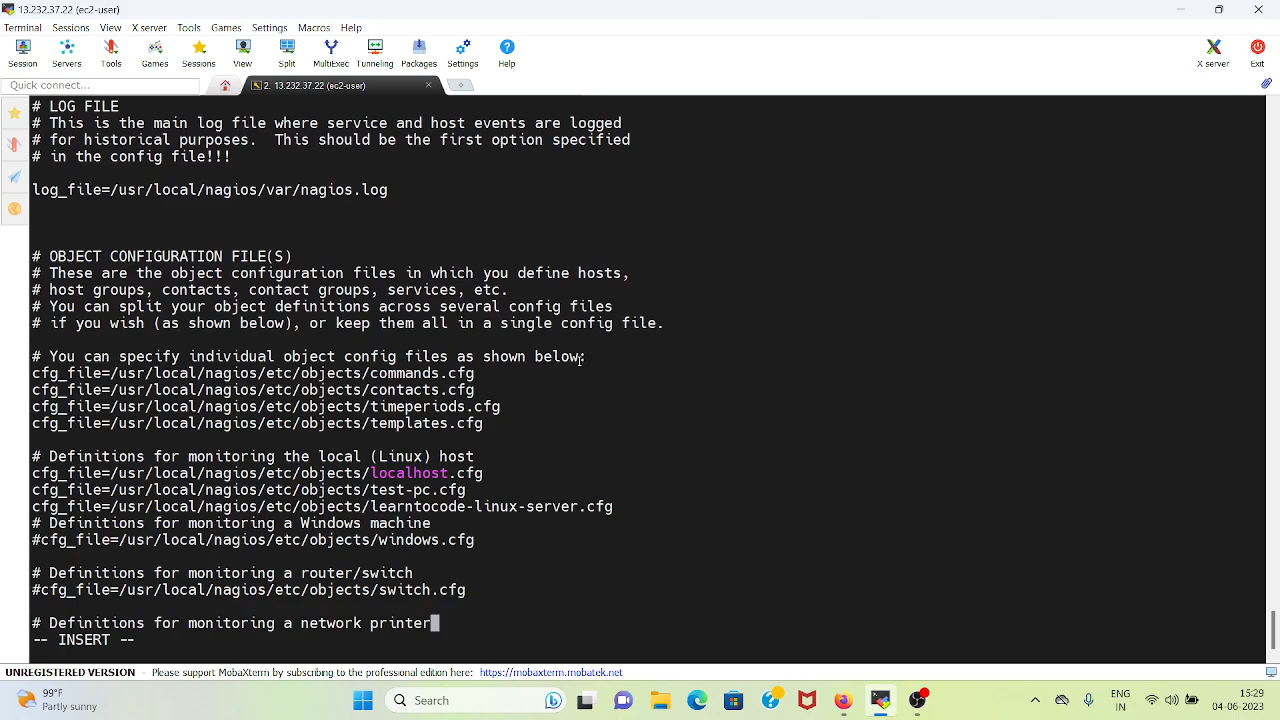 13.232.37.22 (ec2-user)
Terminal Sessions View X server Tools Games Settings Macros Help
Session Servers Tools Games Sessions View Split MultiExec Tunneling Packages Settings Help X server Exit
Quick connect... 2. 13.232.37.22 (ec2-user)
# LOG FILE
# This is the main log file where service and host events are logged
# for historical purposes.  This should be the first option specified
# in the config file!!!
log_file=/usr/local/nagios/var/nagios.log
# OBJECT CONFIGURATION FILE(S)
# These are the object configuration files in which you define hosts,
# host groups, contacts, contact groups, services, etc.
# You can split your object definitions across several config files
# if you wish (as shown below), or keep them all in a single config file.
# You can specify individual object config files as shown below:
cfg_file=/usr/local/nagios/etc/objects/commands.cfg
cfg_file=/usr/local/nagios/etc/objects/contacts.cfg
cfg_file=/usr/local/nagios/etc/objects/timeperiods.cfg
cfg_file=/usr/local/nagios/etc/objects/templates.cfg
# Definitions for monitoring the local (Linux) host
cfg_file=/usr/local/nagios/etc/objects/localhost.cfg
cfg_file=/usr/local/nagios/etc/objects/test-pc.cfg
cfg_file=/usr/local/nagios/etc/objects/learntocode-linux-server.cfg
# Definitions for monitoring a Windows machine
#cfg_file=/usr/local/nagios/etc/objects/windows.cfg
# Definitions for monitoring a router/switch
#cfg_file=/usr/local/nagios/etc/objects/switch.cfg
# Definitions for monitoring a network printer
-- INSERT --
UNREGISTERED VERSION - Please support MobaXterm by subscribing to the professional edition here: https://mobaxterm.mobatek.net
99°F
Partly sunny
Search
ENG
IN
15:29
04-06-2023